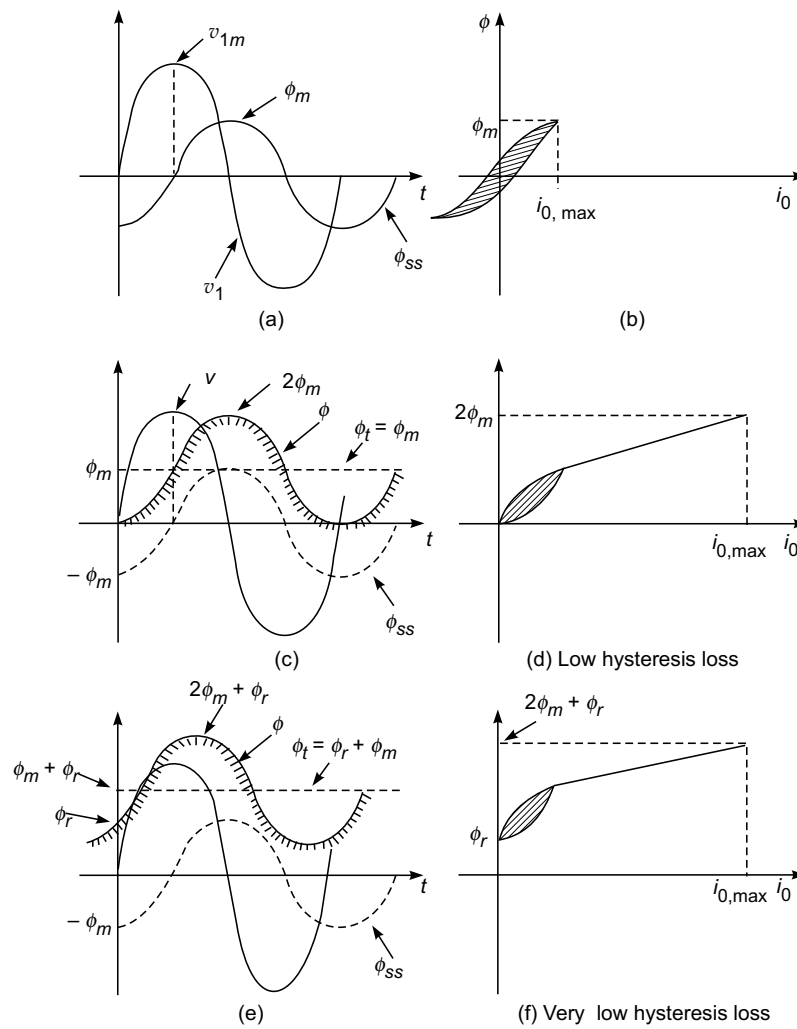 v1m
ϕm
t
ϕss
v1
(a)
ϕ
ϕm
i0, max
i0
(b)
v
2ϕm
ϕ
ϕt = ϕm
ϕm
t
– ϕm
ϕss
(c)
2ϕm
i0,max
i0
(d) Low hysteresis loss
2ϕm + ϕr
ϕ
ϕt = ϕr + ϕm
ϕm + ϕr
ϕr
t
– ϕm
ϕss
(e)
2ϕm + ϕr
ϕr
i0,max
i0
(f) Very low hysteresis loss